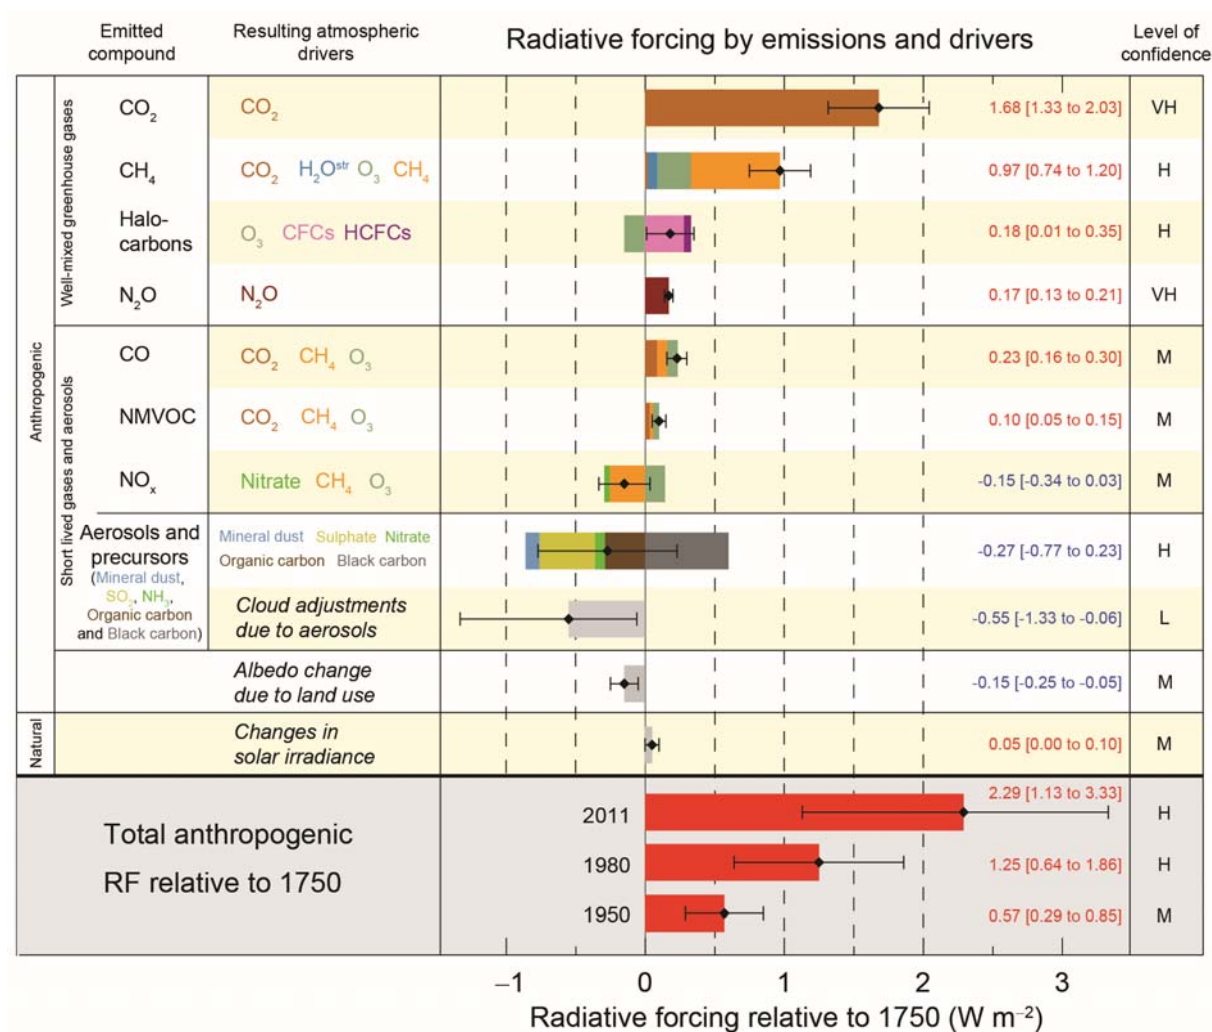 Emitted compound
Resulting atmospheric drivers
Radiative forcing by emissions and drivers
Level of confidence
Anthropogenic
Well-mixed greenhouse gases
CO₂
CO₂
1.68 [1.33 to 2.03]
VH
CH₄
CO₂ H₂Oˢᵗʳ O₃ CH₄
0.97 [0.74 to 1.20]
H
Halo-
carbons
O₃ CFCs HCFCs
0.18 [0.01 to 0.35]
H
N₂O
N₂O
0.17 [0.13 to 0.21]
VH
Short lived gases and aerosols
CO
CO₂ CH₄ O₃
0.23 [0.16 to 0.30]
M
NMVOC
CO₂ CH₄ O₃
0.10 [0.05 to 0.15]
M
NOₓ
Nitrate CH₄ O₃
-0.15 [-0.34 to 0.03]
M
Aerosols and
precursors
(Mineral dust,
SO₂, NH₃,
Organic carbon
and Black carbon)
Mineral dust Sulphate Nitrate
Organic carbon Black carbon
-0.27 [-0.77 to 0.23]
H
Cloud adjustments
due to aerosols
-0.55 [-1.33 to -0.06]
L
Albedo change
due to land use
-0.15 [-0.25 to -0.05]
M
Natural
Changes in
solar irradiance
0.05 [0.00 to 0.10]
M
Total anthropogenic
RF relative to 1750
2011
2.29 [1.13 to 3.33]
H
1980
1.25 [0.64 to 1.86]
H
1950
0.57 [0.29 to 0.85]
M
−1 0 1 2 3
Radiative forcing relative to 1750 (W m⁻²)